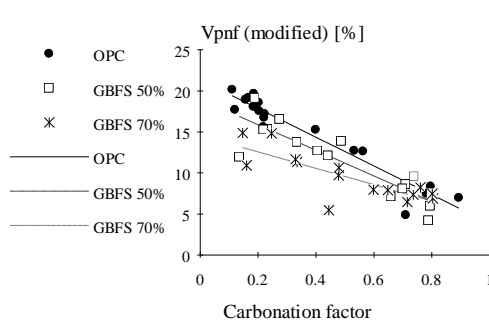 Vpnf (modified) [%]
OPC
GBFS 50%
GBFS 70%
OPC
GBFS 50%
GBFS 70%
25
20
15
10
5
0
0 0.2 0.4 0.6 0.8
Carbonation factor